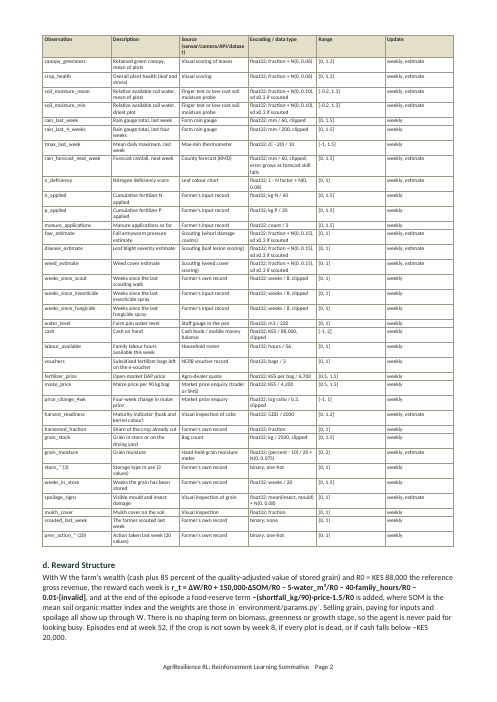 Observation Description Source (sensor/camera/API/dataset) Encoding / data type Range Update
canopy_greenness Retained green canopy, mean of plots Visual scoring of leaves float32; fraction + N(0, 0.06) [0, 1.2] weekly, estimate
crop_health Overall plant health (leaf and stress) Visual scoring float32; fraction + N(0, 0.06) [0, 1.2] weekly, estimate
soil_moisture_mean Relative available soil water, mean of plots Finger test or low-cost soil moisture probe float32; fraction + N(0, 0.10), sd x0.3 if scouted [-0.2, 1.3] weekly, estimate
soil_moisture_min Relative available soil water, driest plot Finger test or low-cost soil moisture probe float32; fraction + N(0, 0.10), sd x0.3 if scouted [-0.2, 1.3] weekly, estimate
rain_last_week Rain gauge total, last week Farm rain gauge float32; mm / 60, clipped [0, 1.5] weekly
rain_last_4_weeks Rain gauge total, last four weeks Farm rain gauge float32; mm / 200, clipped [0, 1.5] weekly
tmax_last_week Mean daily maximum, last week Max-min thermometer float32; (C - 20) / 10 [-1, 1.5] weekly
rain_forecast_next_week Forecast rainfall, next week County forecast (KMD) float32; mm / 60, clipped; error grows as forecast skill falls [0, 1.5] weekly, estimate
n_deficiency Nitrogen deficiency score Leaf colour chart float32; 1 - N factor + N(0, 0.08) [0, 1] weekly, estimate
n_applied Cumulative fertilizer N applied Farmer's input record float32; kg N / 60 [0, 1.5] weekly
p_applied Cumulative fertilizer P applied Farmer's input record float32; kg P / 20 [0, 1.5] weekly
manure_applications Manure applications so far Farmer's input record float32; count / 3 [0, 1.5] weekly
faw_estimate Fall armyworm pressure estimate Scouting (whorl damage counts) float32; fraction + N(0, 0.15), sd x0.3 if scouted [0, 1] weekly, estimate
disease_estimate Leaf blight severity estimate Scouting (leaf lesion scoring) float32; fraction + N(0, 0.15), sd x0.3 if scouted [0, 1] weekly, estimate
weed_estimate Weed cover estimate Scouting (weed cover scoring) float32; fraction + N(0, 0.15), sd x0.3 if scouted [0, 1] weekly, estimate
weeks_since_scout Weeks since the last scouting walk Farmer's own record float32; weeks / 8, clipped [0, 1] weekly
weeks_since_insecticide Weeks since the last insecticide spray Farmer's input record float32; weeks / 8, clipped [0, 1] weekly
weeks_since_fungicide Weeks since the last fungicide spray Farmer's input record float32; weeks / 8, clipped [0, 1] weekly
water_level Farm pan water level Staff gauge in the pan float32; m3 / 220 [0, 1] weekly
cash Cash on hand Cash book / mobile money balance float32; KES / 88,000, clipped [-1, 2] weekly
labour_available Family labour hours available this week Household roster float32; hours / 56 [0, 1] weekly
vouchers Subsidised fertilizer bags left on the e-voucher NCPB voucher record float32; bags / 3 [0, 1] weekly
fertilizer_price Open-market DAP price Agro-dealer quote float32; KES per bag / 6,700 [0.5, 1.5] weekly
maize_price Maize price per 90 kg bag Market price enquiry (trader or SMS) float32; KES / 4,200 [0.5, 1.5] weekly
price_change_4wk Four-week change in maize price Market price enquiry float32; log ratio / 0.3, clipped [-1, 1] weekly
harvest_readiness Maturity indicator (husk and kernel colour) Visual inspection of cobs float32; GDD / 2000 [0, 1.2] weekly, estimate
harvested_fraction Share of the crop already cut Farmer's own record float32; fraction [0, 1] weekly
grain_stock Grain in store or on the drying yard Bag count float32; kg / 2500, clipped [0, 1.5] weekly
grain_moisture Grain moisture Hand-held grain moisture meter float32; (percent - 10) / 20 + N(0, 0.075) [0, 2] weekly, estimate
store_* (3) Storage type in use (3 values) Farmer's own record binary, one-hot [0, 1] weekly
weeks_in_store Weeks the grain has been stored Farmer's own record float32; weeks / 20 [0, 1.5] weekly
spoilage_signs Visible mould and insect damage Visual inspection of grain float32; mean(insect, mould) + N(0, 0.08) [0, 1] weekly, estimate
mulch_cover Mulch cover on the soil Visual inspection float32; fraction [0, 1] weekly
scouted_last_week The farmer scouted last week Farmer's own record binary; none [0, 1] weekly
prev_action_* (20) Action taken last week (20 values) Farmer's own record binary, one-hot [0, 1] weekly
d. Reward Structure
With W the farm's wealth (cash plus 85 percent of the quality-adjusted value of stored grain) and R0 = KES 88,000 the reference
gross revenue, the reward each week is r_t = ΔW/R0 + 150,000·ΔSOM/R0 − 5·water_m³/R0 − 40·family_hours/R0 −
0.01·[invalid], and at the end of the episode a food-reserve term −(shortfall_kg/90)·price·1.5/R0 is added, where SOM is the
mean soil organic matter index and the weights are those in `environment/params.py`. Selling grain, paying for inputs
and spoilage all show up through W. There is no shaping term on biomass, greenness or growth stage, so the agent is never paid for
looking busy. Episodes end at week 52, if the crop is not sown by week 8, if every plot is dead, or if cash falls below −KES
20,000.
AgriResilience RL: Reinforcement Learning Summative Page 2